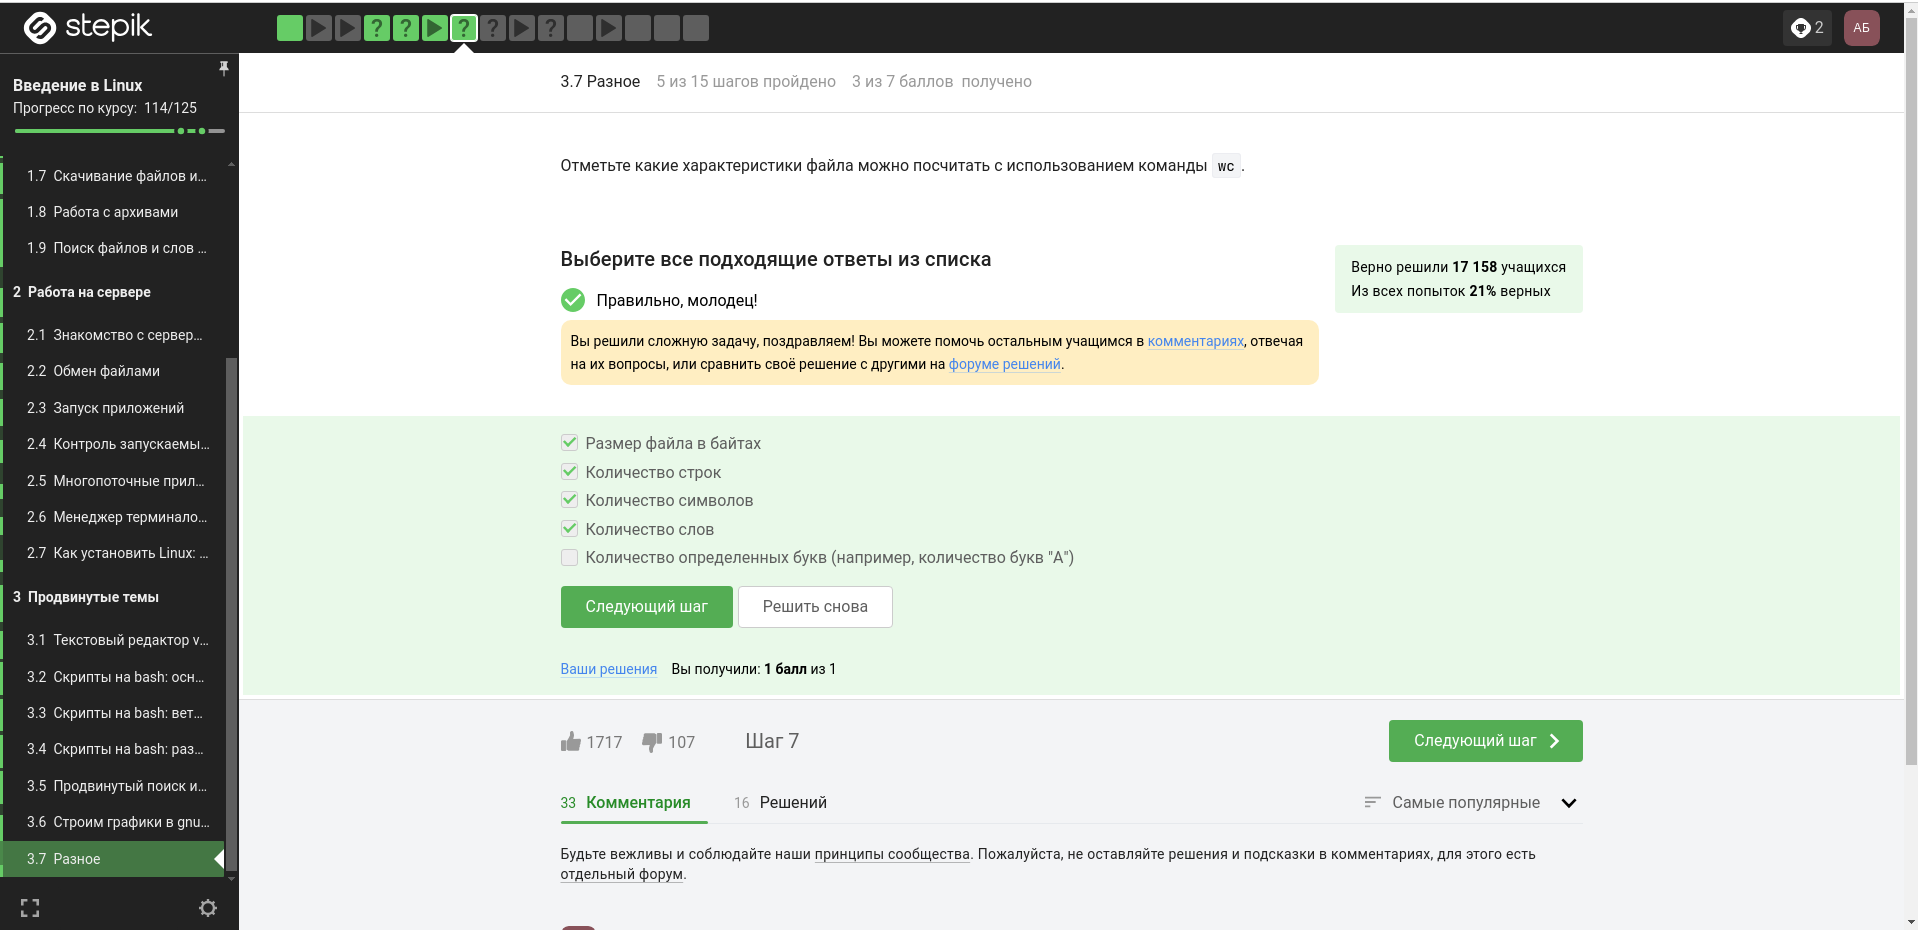 stepik
? ? ? ? ?
2
АБ
Введение в Linux
Прогресс по курсу: 114/125
1.7 Скачивание файлов и...
1.8 Работа с архивами
1.9 Поиск файлов и слов ...
2 Работа на сервере
2.1 Знакомство с сервер...
2.2 Обмен файлами
2.3 Запуск приложений
2.4 Контроль запускаемы...
2.5 Многопоточные прил...
2.6 Менеджер терминало...
2.7 Как установить Linux: ...
3 Продвинутые темы
3.1 Текстовый редактор v...
3.2 Скрипты на bash: осн...
3.3 Скрипты на bash: вет...
3.4 Скрипты на bash: раз...
3.5 Продвинутый поиск и...
3.6 Строим графики в gnu...
3.7 Разное
3.7 Разное 5 из 15 шагов пройдено 3 из 7 баллов получено
Отметьте какие характеристики файла можно посчитать с использованием команды wc.
Выберите все подходящие ответы из списка
Правильно, молодец!
Верно решили 17 158 учащихся
Из всех попыток 21% верных
Вы решили сложную задачу, поздравляем! Вы можете помочь остальным учащимся в комментариях, отвечая
на их вопросы, или сравнить своё решение с другими на форуме решений.
Размер файла в байтах
Количество строк
Количество символов
Количество слов
Количество определенных букв (например, количество букв "А")
Следующий шаг Решить снова
Ваши решения Вы получили: 1 балл из 1
1717 107 Шаг 7 Следующий шаг
33 Комментария 16 Решений Самые популярные
Будьте вежливы и соблюдайте наши принципы сообщества. Пожалуйста, не оставляйте решения и подсказки в комментариях, для этого есть
отдельный форум.